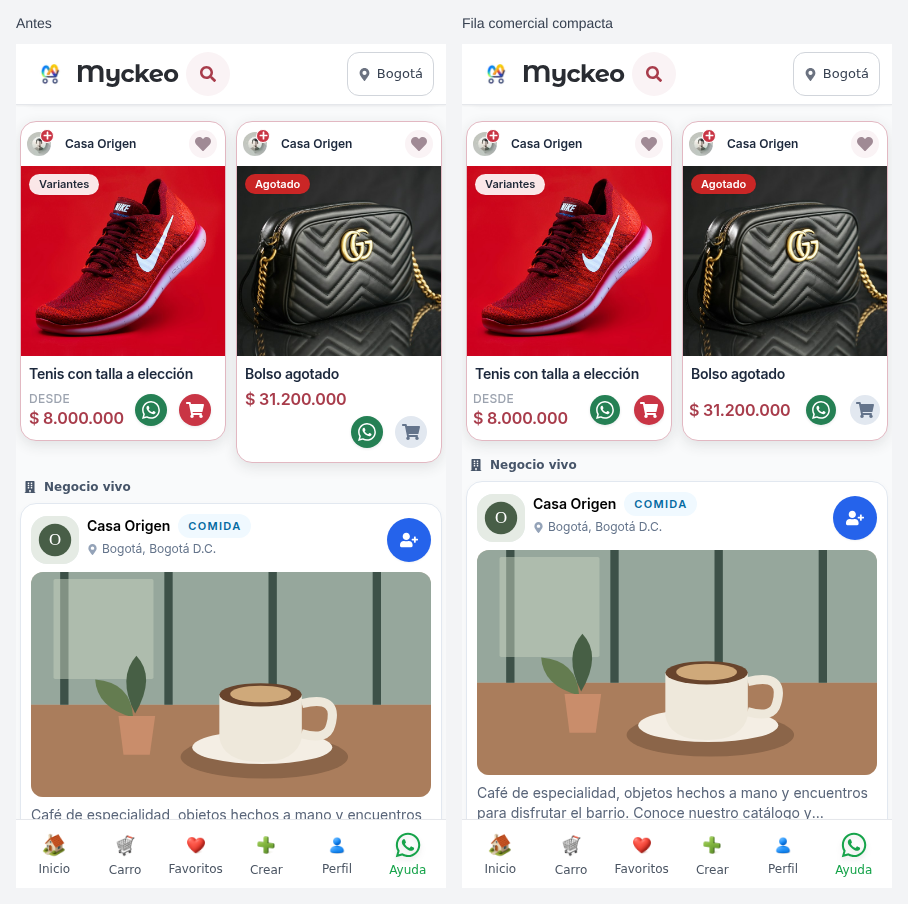 Antes
Myckeo
Bogotá
Casa Origen
Casa Origen
Variantes
NIKE
Agotado
Tenis con talla a elección
DESDE
$ 8.000.000
Bolso agotado
$ 31.200.000
Negocio vivo
O
Casa Origen
COMIDA
Bogotá, Bogotá D.C.
Café de especialidad, objetos hechos a mano y encuentros
Inicio
Carro
Favoritos
Crear
Perfil
Ayuda
Fila comercial compacta
Myckeo
Bogotá
Casa Origen
Casa Origen
Variantes
NIKE
Agotado
Tenis con talla a elección
DESDE
$ 8.000.000
Bolso agotado
$ 31.200.000
Negocio vivo
O
Casa Origen
COMIDA
Bogotá, Bogotá D.C.
Café de especialidad, objetos hechos a mano y encuentros
para disfrutar el barrio. Conoce nuestro catálogo y...
Inicio
Carro
Favoritos
Crear
Perfil
Ayuda